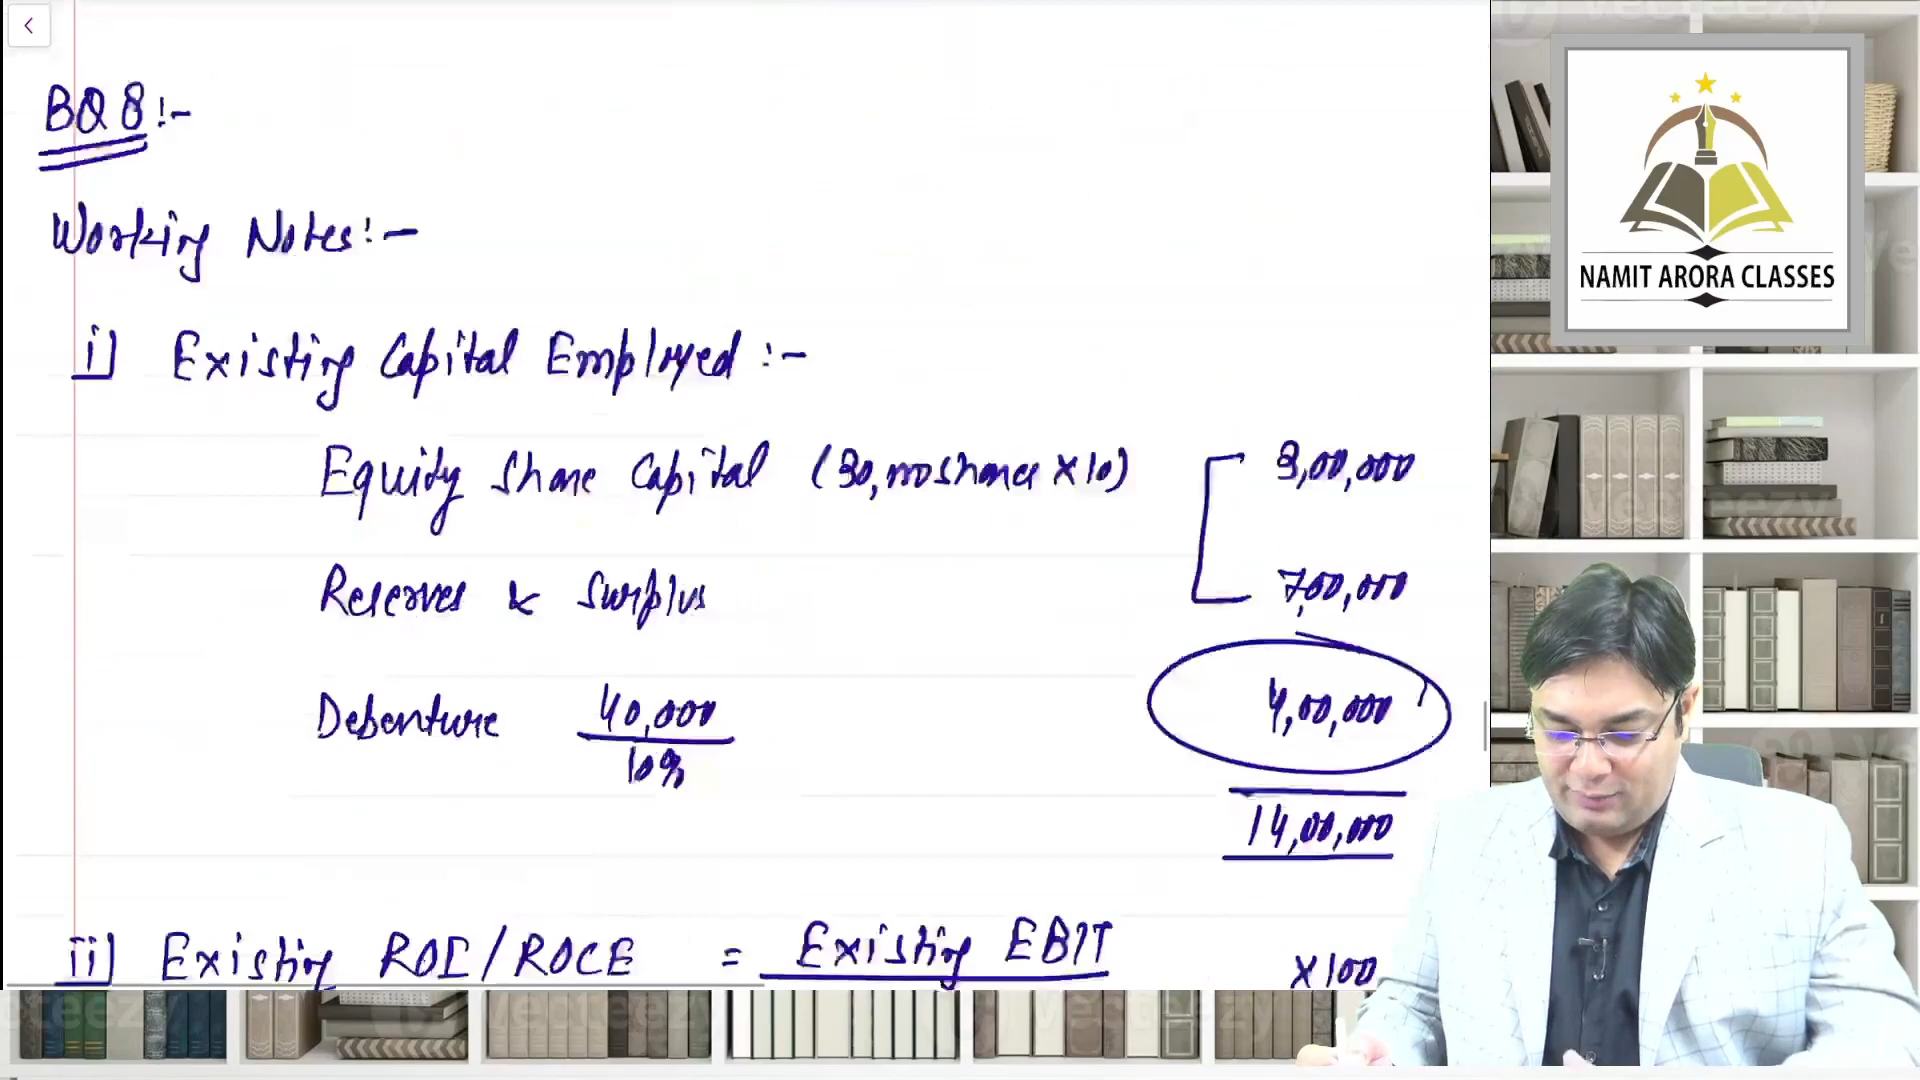 BQ 8:-
Working Notes:-
i) Existing Capital Employed :-
Equity Share Capital (30,000 shares X 10) 3,00,000
Reserves & Surplus 7,00,000
Debenture 40,000 4,00,000
10%
14,00,000
ii) Existing ROI/ROCE = Existing EBIT X100
NAMIT ARORA CLASSES